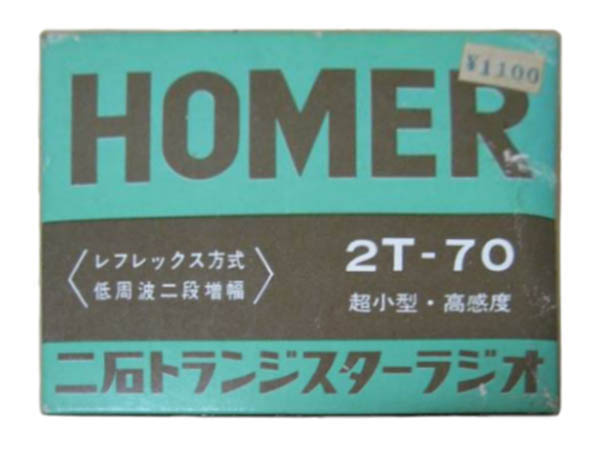 ¥1100
HOMER
レフレックス方式
低周波二段増幅
2T-70
超小型・高感度
二石トランジスターラジオ